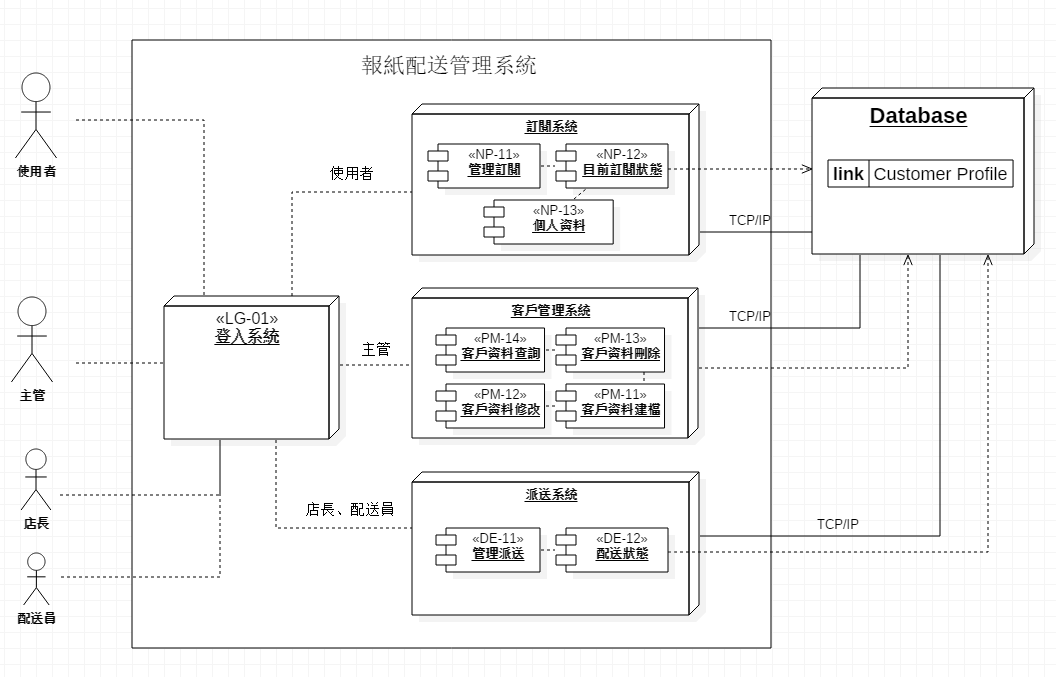 報紙配送管理系統
使用者
主管
店長
配送員
«LG-01»
登入系統
使用者
主管
店長、配送員
訂閱系統
«NP-11»
管理訂閱
«NP-12»
目前訂閱狀態
«NP-13»
個人資料
客戶管理系統
«PM-14»
客戶資料查詢
«PM-13»
客戶資料刪除
«PM-12»
客戶資料修改
«PM-11»
客戶資料建檔
派送系統
«DE-11»
管理派送
«DE-12»
配送狀態
TCP/IP
TCP/IP
TCP/IP
Database
link Customer Profile